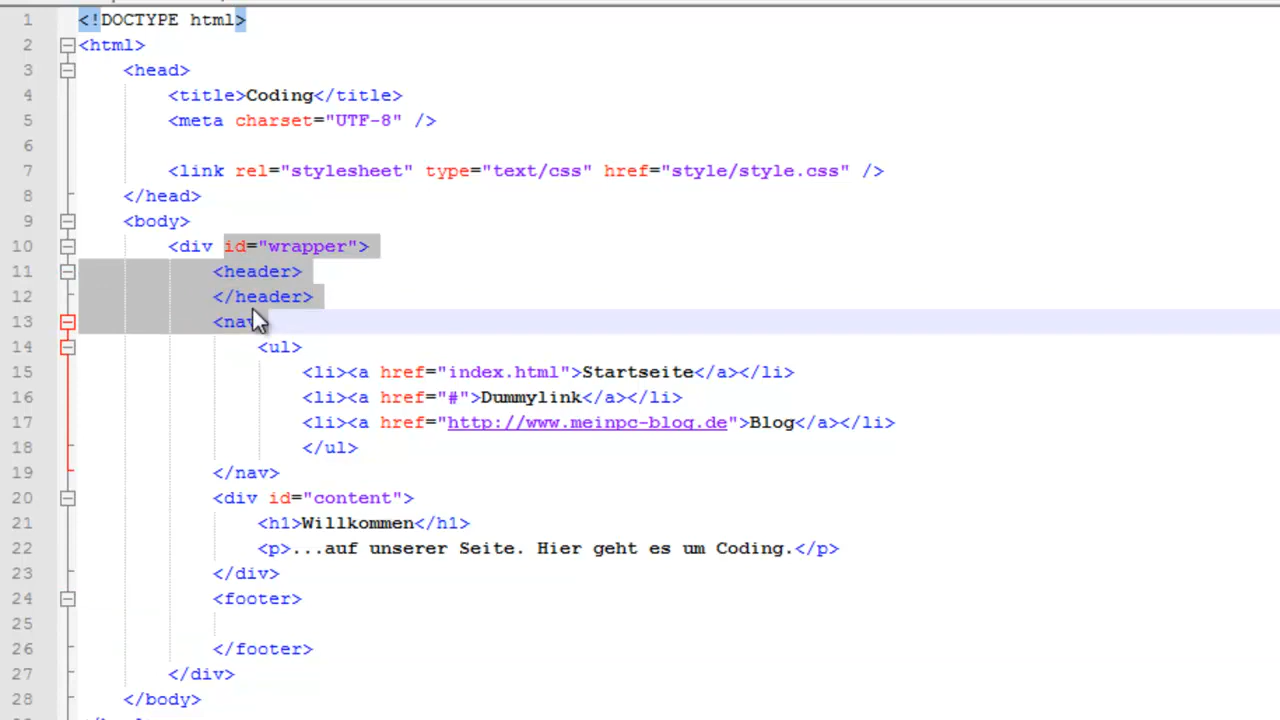 1 <!DOCTYPE html>
2 <html>
3 <head>
4 <title>Coding</title>
5 <meta charset="UTF-8" />
6
7 <link rel="stylesheet" type="text/css" href="style/style.css" />
8 </head>
9 <body>
10 <div id="wrapper">
11 <header>
12 </header>
13 <nav
14 <ul>
15 <li><a href="index.html">Startseite</a></li>
16 <li><a href="#">Dummylink</a></li>
17 <li><a href="http://www.meinpc-blog.de">Blog</a></li>
18 </ul>
19 </nav>
20 <div id="content">
21 <h1>Willkommen</h1>
22 <p>...auf unserer Seite. Hier geht es um Coding.</p>
23 </div>
24 <footer>
25
26 </footer>
27 </div>
28 </body>